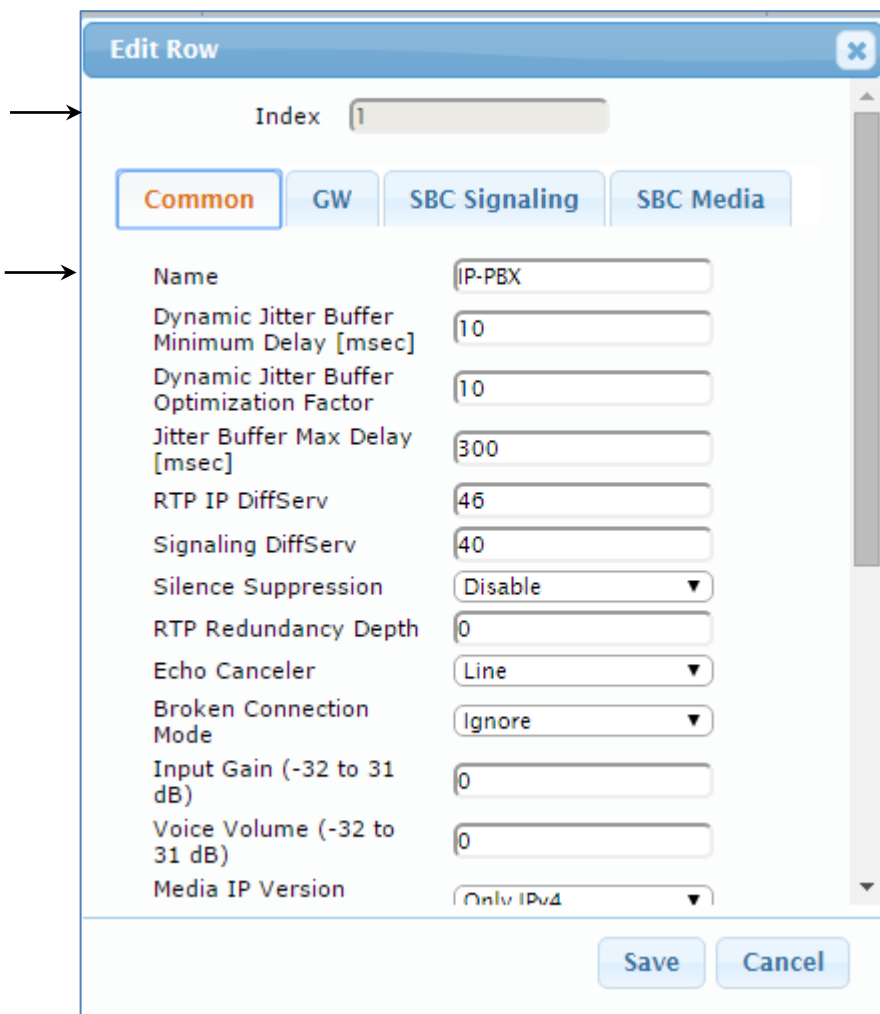 Edit Row
Index 1
Common GW SBC Signaling SBC Media
Name IP-PBX
Dynamic Jitter Buffer
Minimum Delay [msec] 10
Dynamic Jitter Buffer
Optimization Factor 10
Jitter Buffer Max Delay
[msec] 300
RTP IP DiffServ 46
Signaling DiffServ 40
Silence Suppression Disable
RTP Redundancy Depth 0
Echo Canceler Line
Broken Connection
Mode Ignore
Input Gain (-32 to 31
dB) 0
Voice Volume (-32 to
31 dB) 0
Media IP Version Only IPv4
Save Cancel